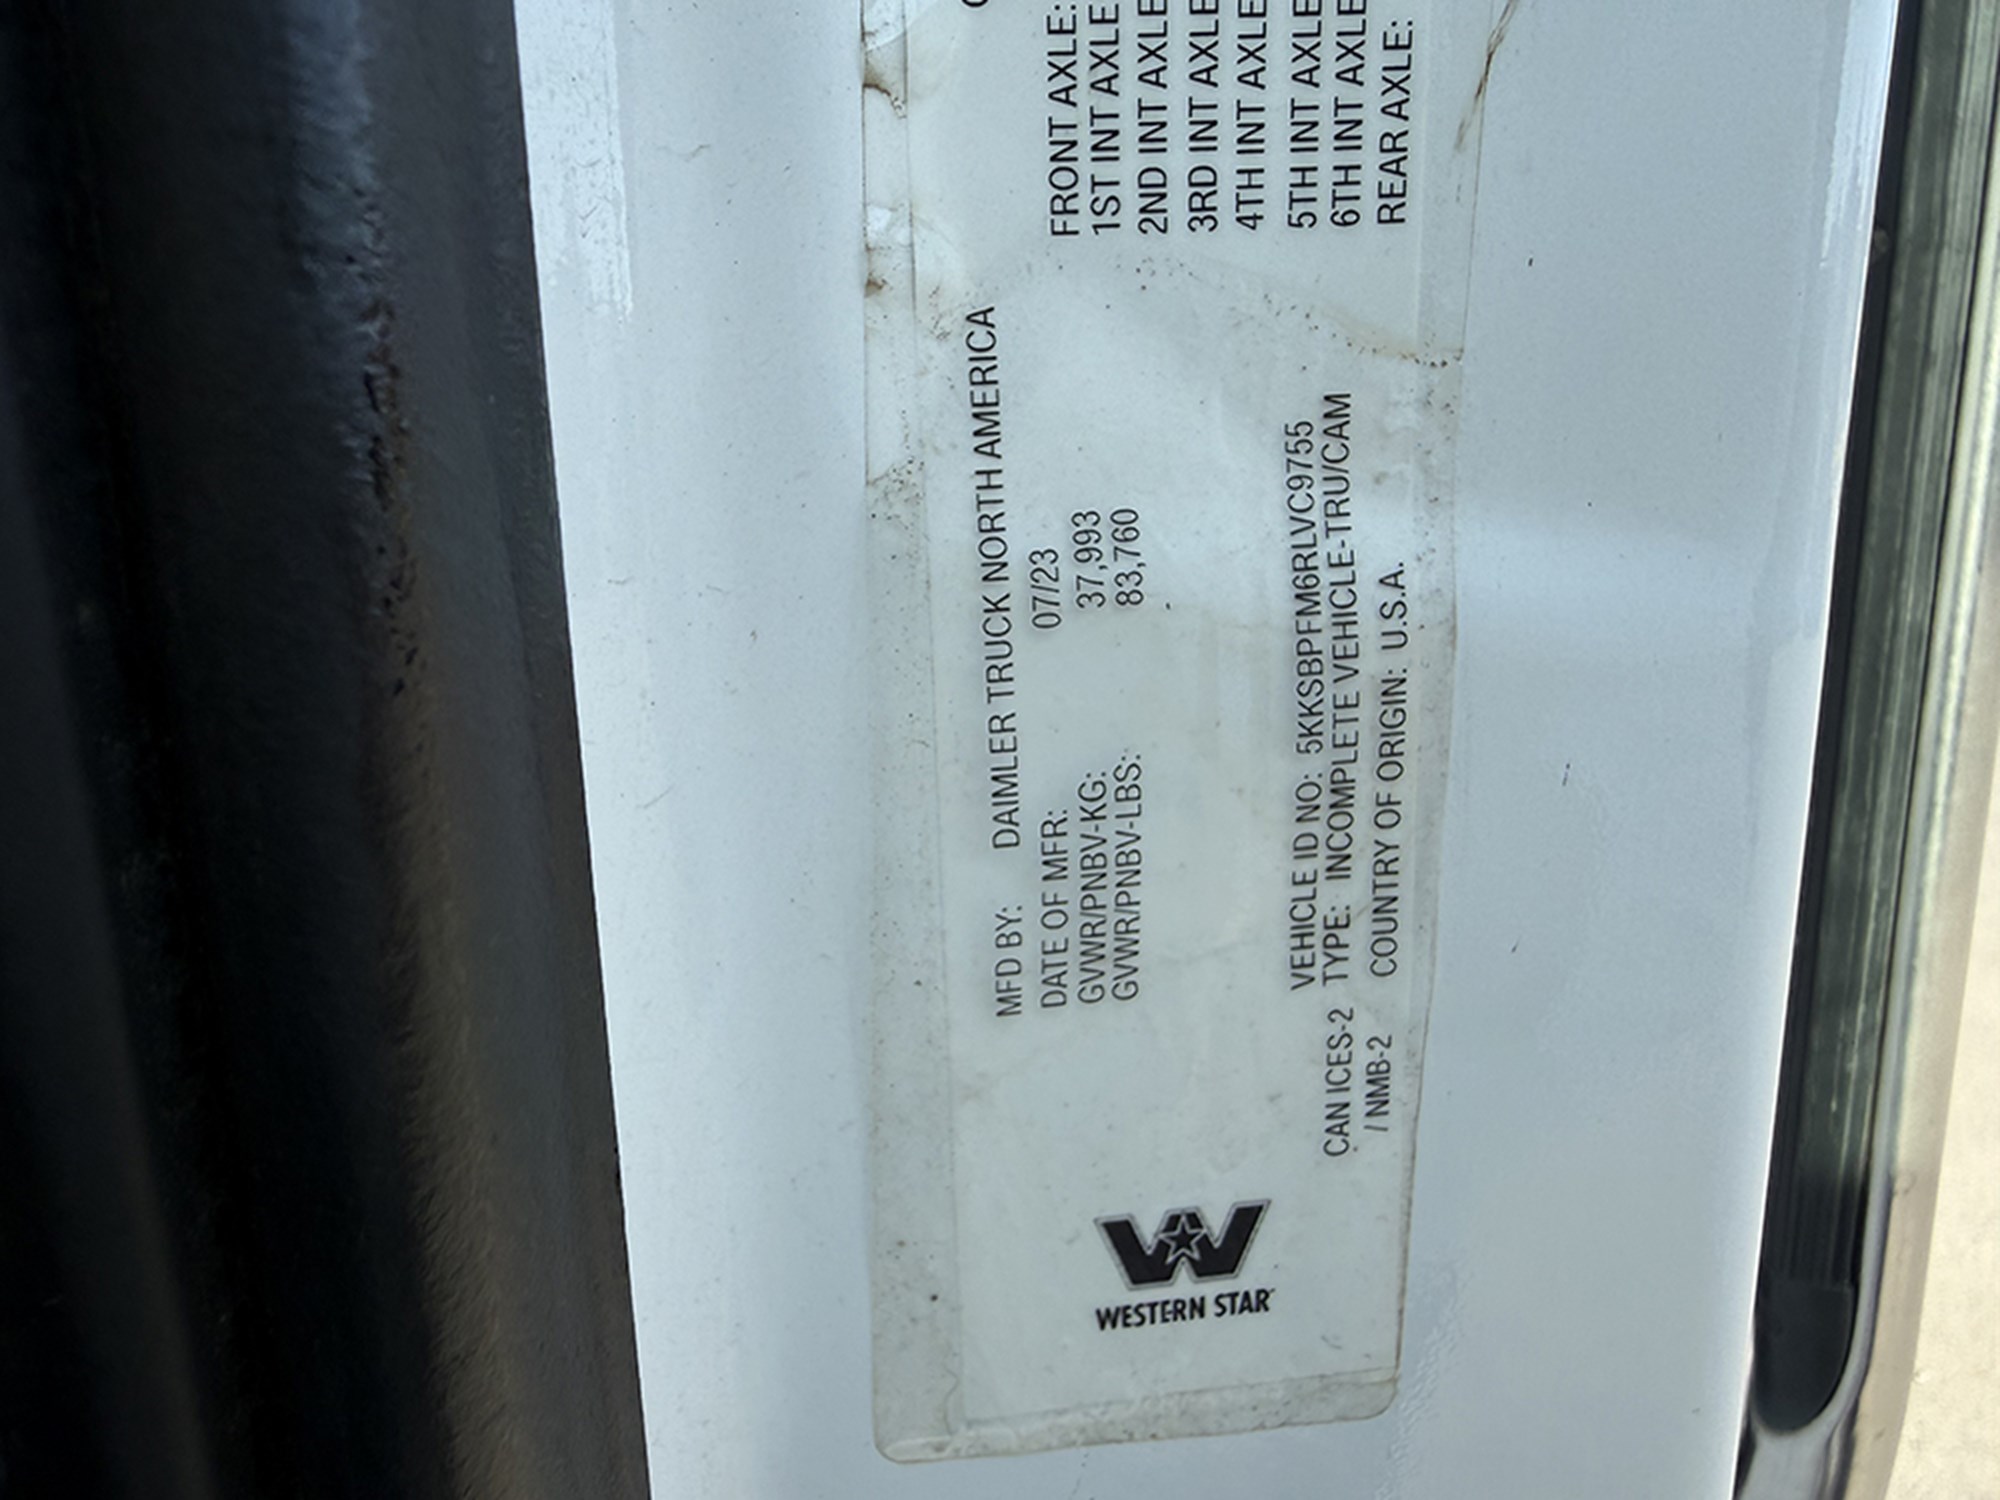 MFD BY: DAIMLER TRUCK NORTH AMERICA
DATE OF MFR: 07/23
GVWR/PNBV-KG: 37,993
GVWR/PNBV-LBS: 83,760
VEHICLE ID NO: 5KKSBPFM6RLVC9755
CAN ICES-2 TYPE: INCOMPLETE VEHICLE-TRU/CAM
/ NMB-2 COUNTRY OF ORIGIN: U.S.A.
WESTERN STAR
FRONT AXLE:
1ST INT AXLE
2ND INT AXLE
3RD INT AXLE
4TH INT AXLE
5TH INT AXLE
6TH INT AXLE
REAR AXLE: